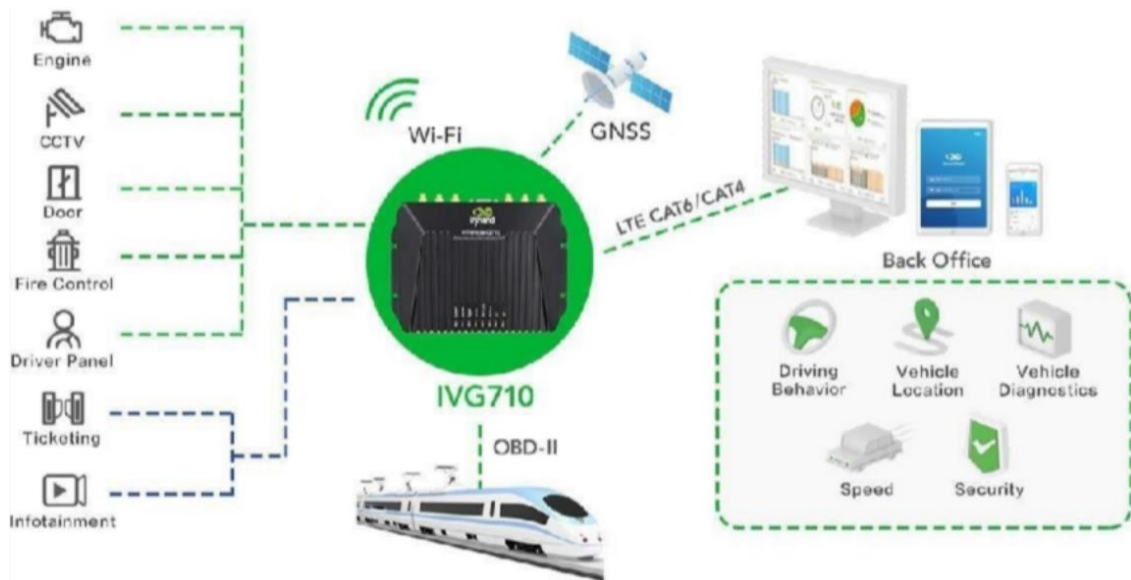 Engine
CCTV
Door
Fire Control
Driver Panel
Ticketing
Infotainment
Wi-Fi
GNSS
LTE CAT6/CAT4
IVG710
OBD-II
Back Office
Driving
Behavior
Vehicle
Location
Vehicle
Diagnostics
Speed
Security